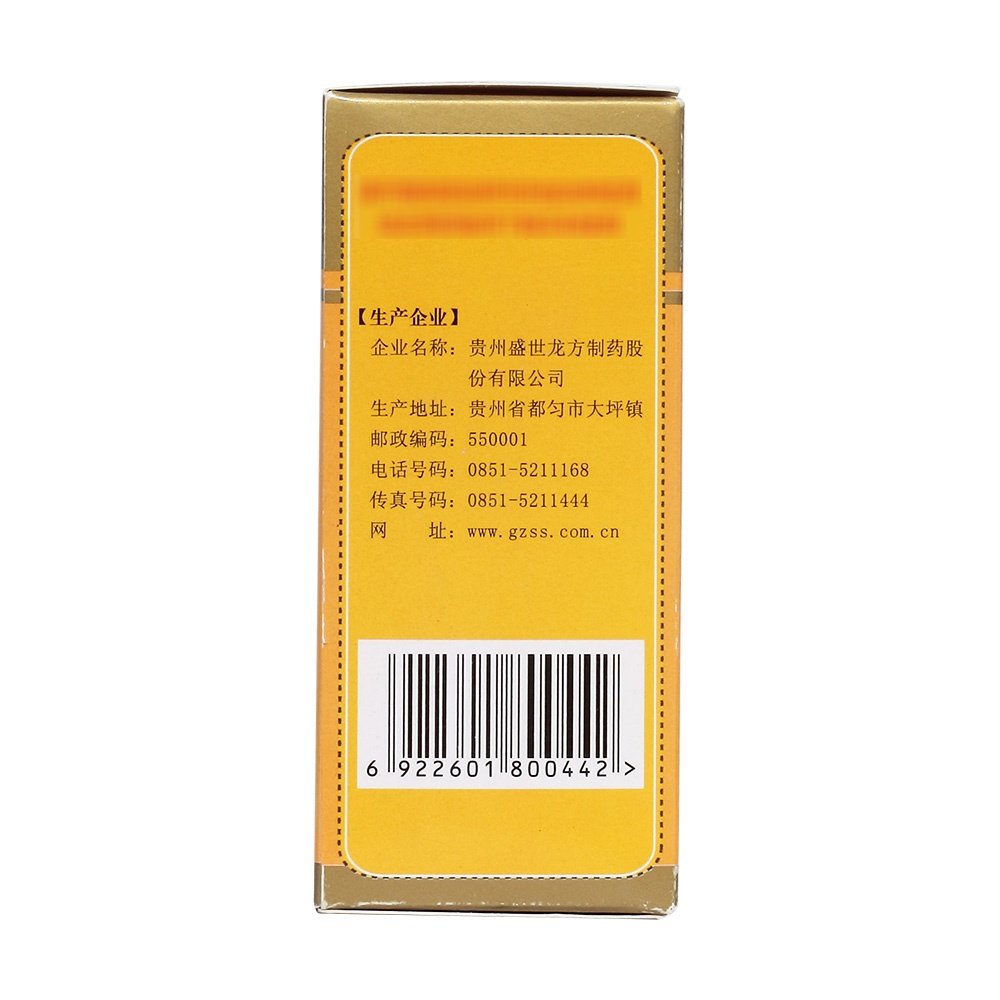 【生产企业】
企业名称：贵州盛世龙方制药股
份有限公司
生产地址：贵州省都匀市大坪镇
邮政编码：550001
电话号码：0851-5211168
传真号码：0851-5211444
网　　址：www.gzss.com.cn
6 922601 800442 >